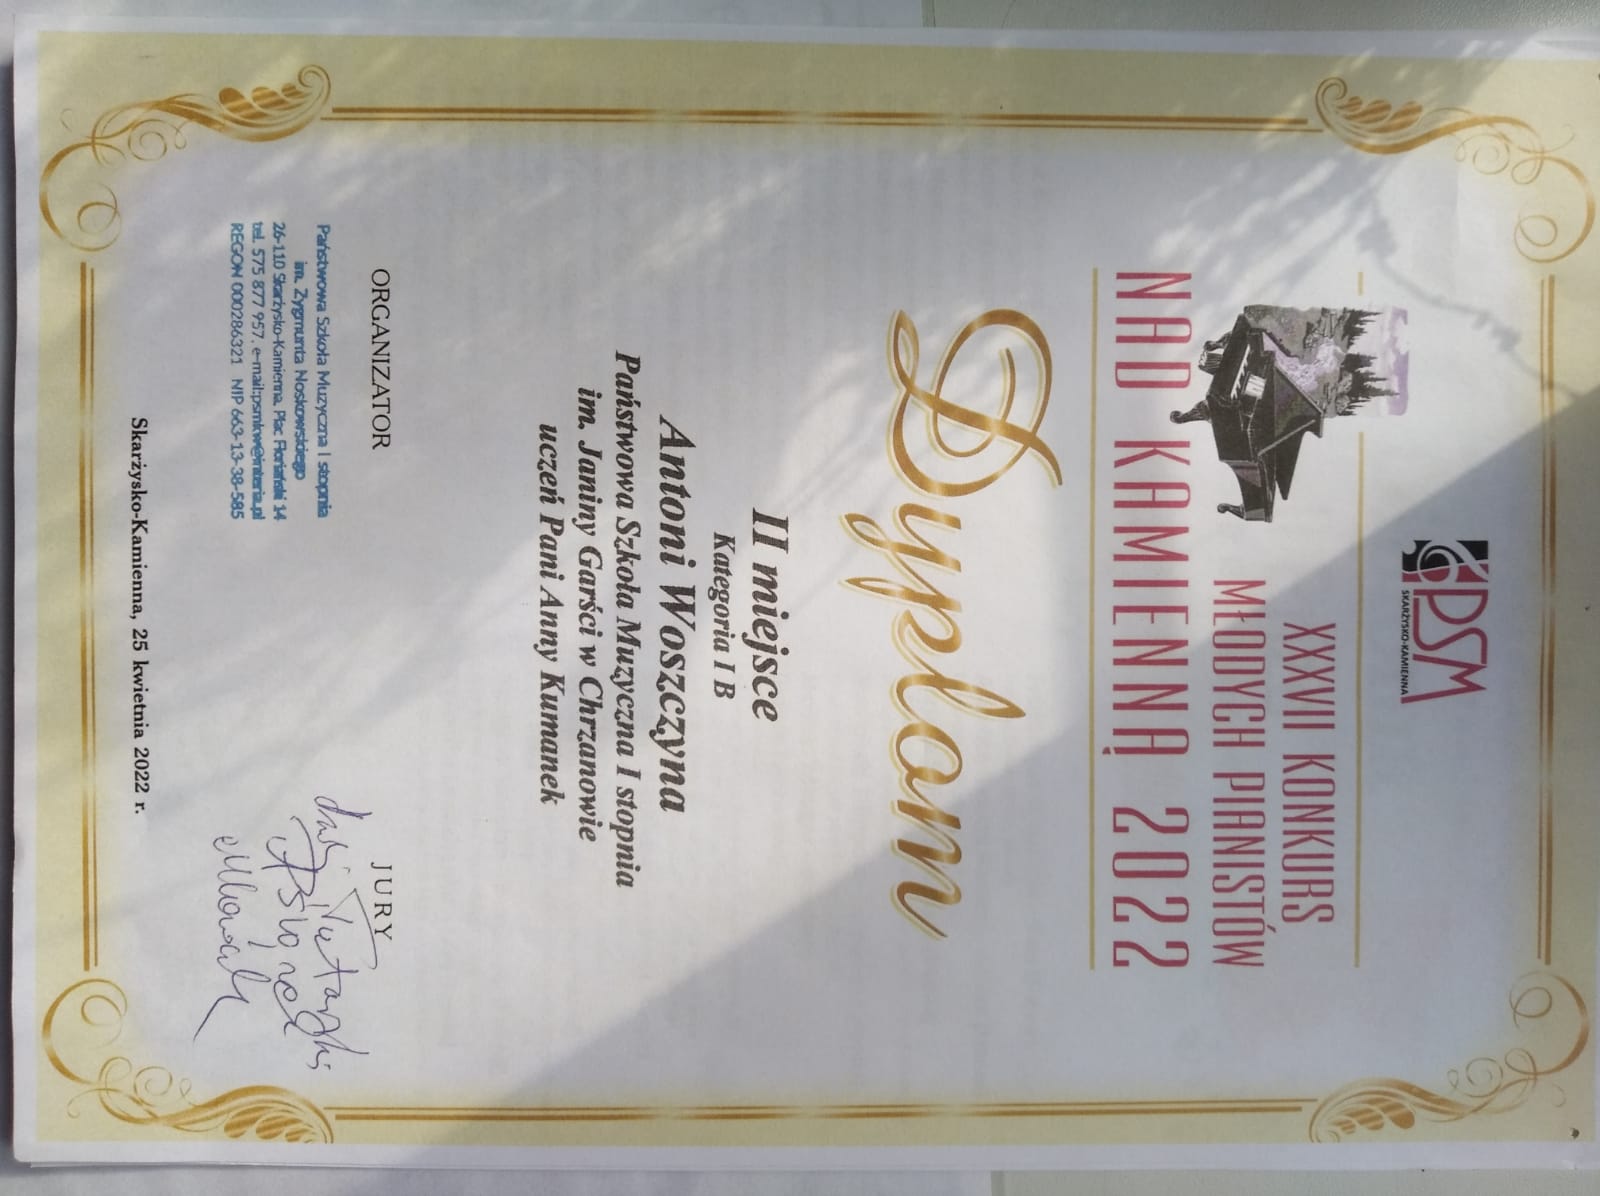 PSM
SKARŻYSKO-KAMIENNA
XXXVII KONKURS
MŁODYCH PIANISTÓW
NAD KAMIENNĄ 2022
Dyplom
II miejsce
Kategoria I B
Antoni Woszczyna
Państwowa Szkoła Muzyczna I stopnia
im. Janiny Garści w Chrzanowie
uczeń Pani Anny Kumanek
ORGANIZATOR
Państwowa Szkoła Muzyczna I stopnia
im. Zygmunta Noskowskiego
26-110 Skarżysko-Kamienna, Plac Floriański 14
tel. 575 877 957, e-mail:psmkw@interia.pl
REGON 000286321 NIP 663-13-38-585
JURY
Skarżysko-Kamienna, 25 kwietnia 2022 r.